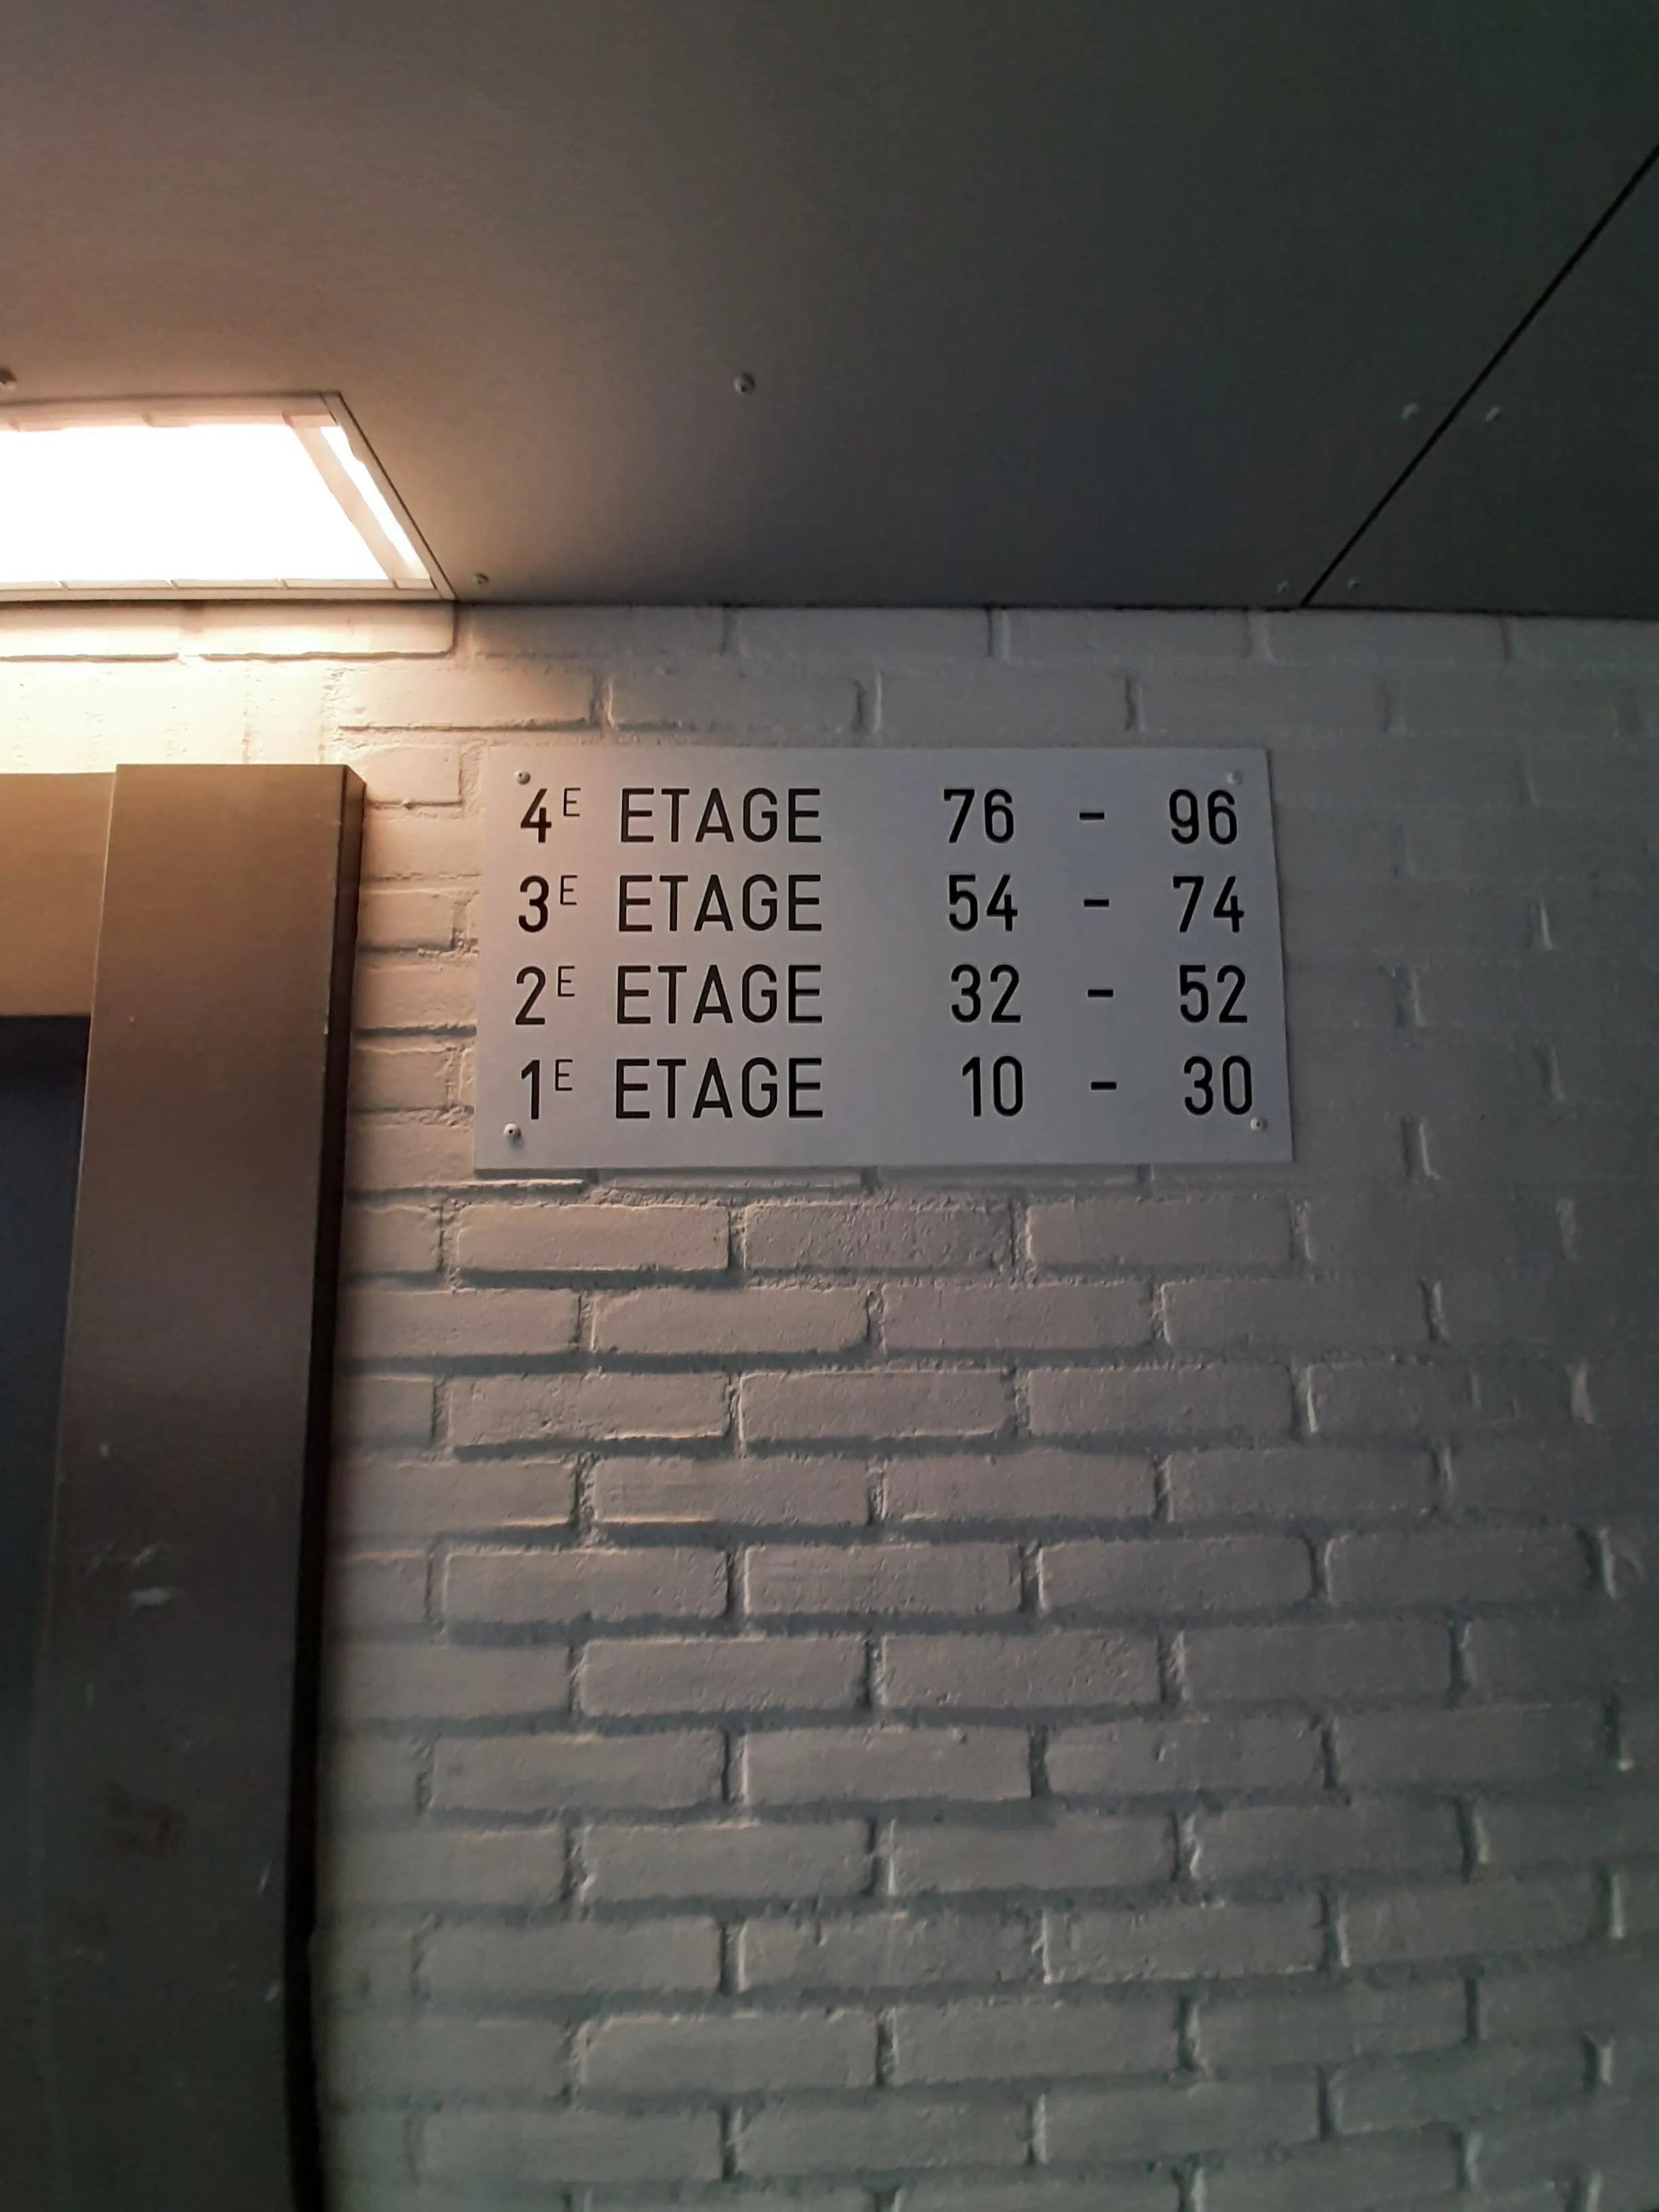 4E ETAGE 76 - 96
3E ETAGE 54 - 74
2E ETAGE 32 - 52
1E ETAGE 10 - 30